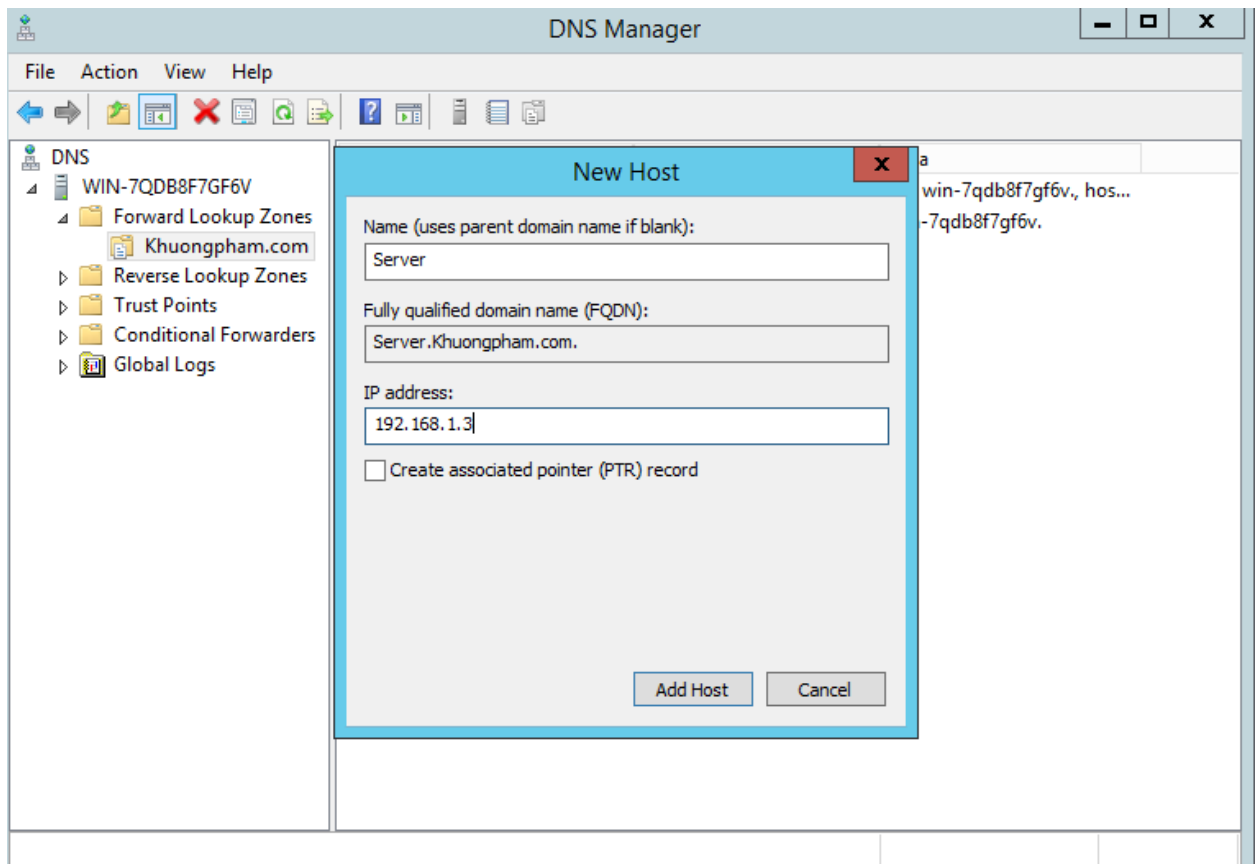 DNS Manager
File Action View Help
DNS
WIN-7QDB8F7GF6V
Forward Lookup Zones
Khuongpham.com
Reverse Lookup Zones
Trust Points
Conditional Forwarders
Global Logs
a
win-7qdb8f7gf6v., hos...
-7qdb8f7gf6v.
New Host
Name (uses parent domain name if blank):
Server
Fully qualified domain name (FQDN):
Server.Khuongpham.com.
IP address:
192.168.1.3
Create associated pointer (PTR) record
Add Host Cancel